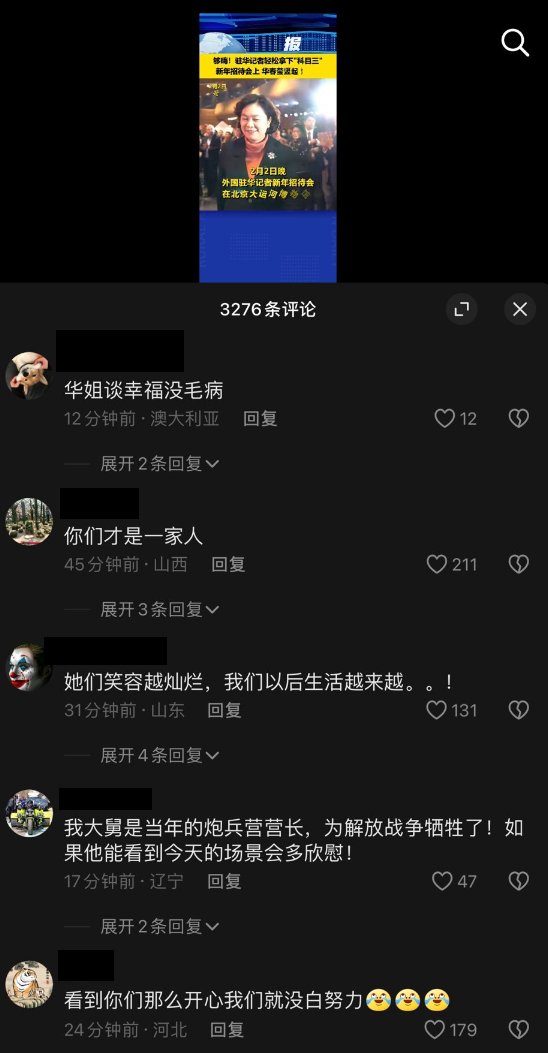 报
够嗨！驻华记者轻松拿下“科目三”
新年招待会上 华春莹竖起！
2月2日晚
外国驻华记者新年招待会
在北京大运河博
3276条评论
华姐谈幸福没毛病
12分钟前·澳大利亚 回复 12
展开2条回复
你们才是一家人
45分钟前·山西 回复 211
展开3条回复
她们笑容越灿烂，我们以后生活越来越。。！
31分钟前·山东 回复 131
展开4条回复
我大舅是当年的炮兵营营长，为解放战争牺牲了！如
果他能看到今天的场景会多欣慰！
17分钟前·辽宁 回复 47
展开2条回复
看到你们那么开心我们就没白努力😂😂😂
24分钟前·河北 回复 179